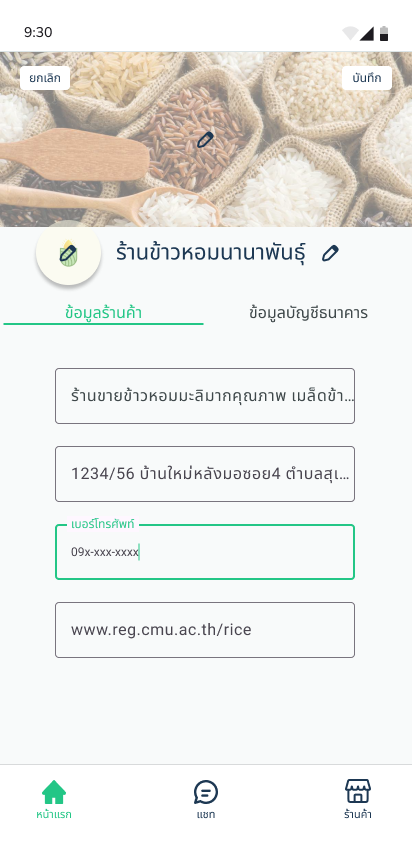 9:30
ยกเลิก
บันทึก
ร้านข้าวหอมนานาพันธุ์
ข้อมูลร้านค้า
ข้อมูลบัญชีธนาคาร
ร้านขายข้าวหอมมะลิมากคุณภาพ เมล็ดข้า...
1234/56 บ้านใหม่หลังมอซอย4 ตำบลสุเ...
เบอร์โทรศัพท์
09x-xxx-xxxx
www.reg.cmu.ac.th/rice
หน้าแรก
แชท
ร้านค้า